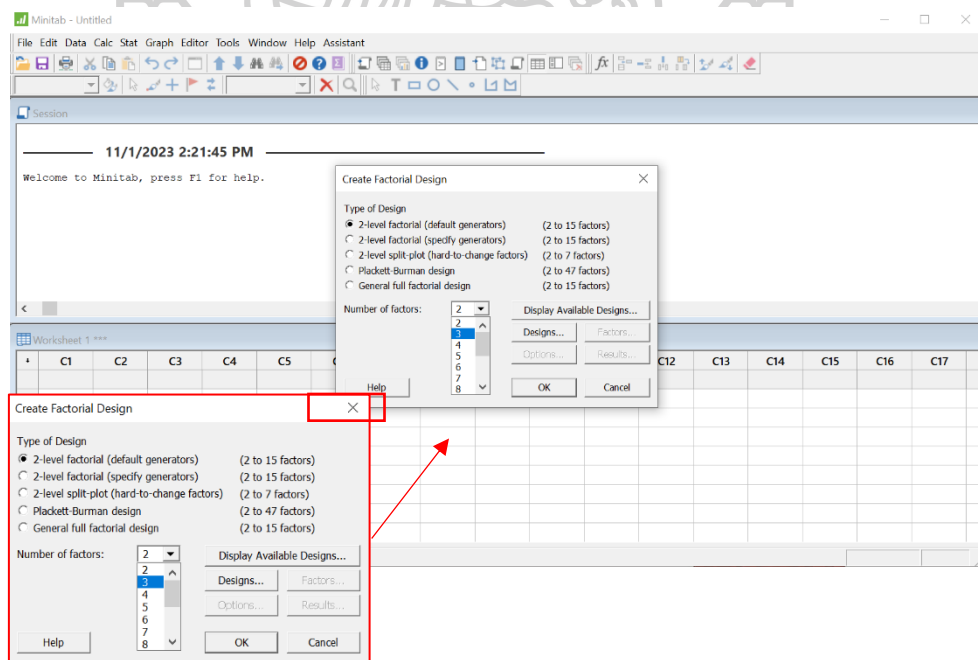 Minitab - Untitled
File Edit Data Calc Stat Graph Editor Tools Window Help Assistant
Session
11/1/2023 2:21:45 PM
Welcome to Minitab, press F1 for help.
Create Factorial Design
Type of Design
2-level factorial (default generators) (2 to 15 factors)
2-level factorial (specify generators) (2 to 15 factors)
2-level split-plot (hard-to-change factors) (2 to 7 factors)
Plackett-Burman design (2 to 47 factors)
General full factorial design (2 to 15 factors)
Number of factors: 2 Display Available Designs...
2
3 Designs... Factors...
4
5 Options... Results...
6
7
Help 8 OK Cancel
Worksheet 1 ***
C1 C2 C3 C4 C5 C12 C13 C14 C15 C16 C17
Create Factorial Design
Type of Design
2-level factorial (default generators) (2 to 15 factors)
2-level factorial (specify generators) (2 to 15 factors)
2-level split-plot (hard-to-change factors) (2 to 7 factors)
Plackett-Burman design (2 to 47 factors)
General full factorial design (2 to 15 factors)
Number of factors: 2 Display Available Designs...
2
3 Designs... Factors...
4
5 Options... Results...
6
7
Help 8 OK Cancel